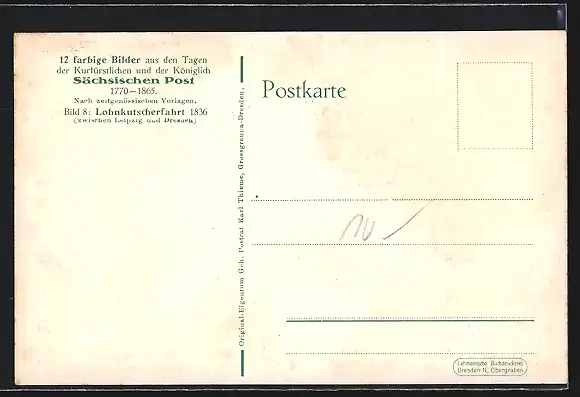 12 farbige Bilder aus den Tagen
der Kurfürstlichen und der Königlich
Sächsischen Post
1770—1865.
Nach zeitgenössischen Vorlagen.
Bild 8: Lohnkutscherfahrt 1836
(zwischen Leipzig und Dresden)
Original-Eigentum Geh. Postrat Karl Thieme, Grossgrauna-Dresden.
Postkarte
10,-
Lehmannsche Buchdruckerei
Dresden-N., Obergraben